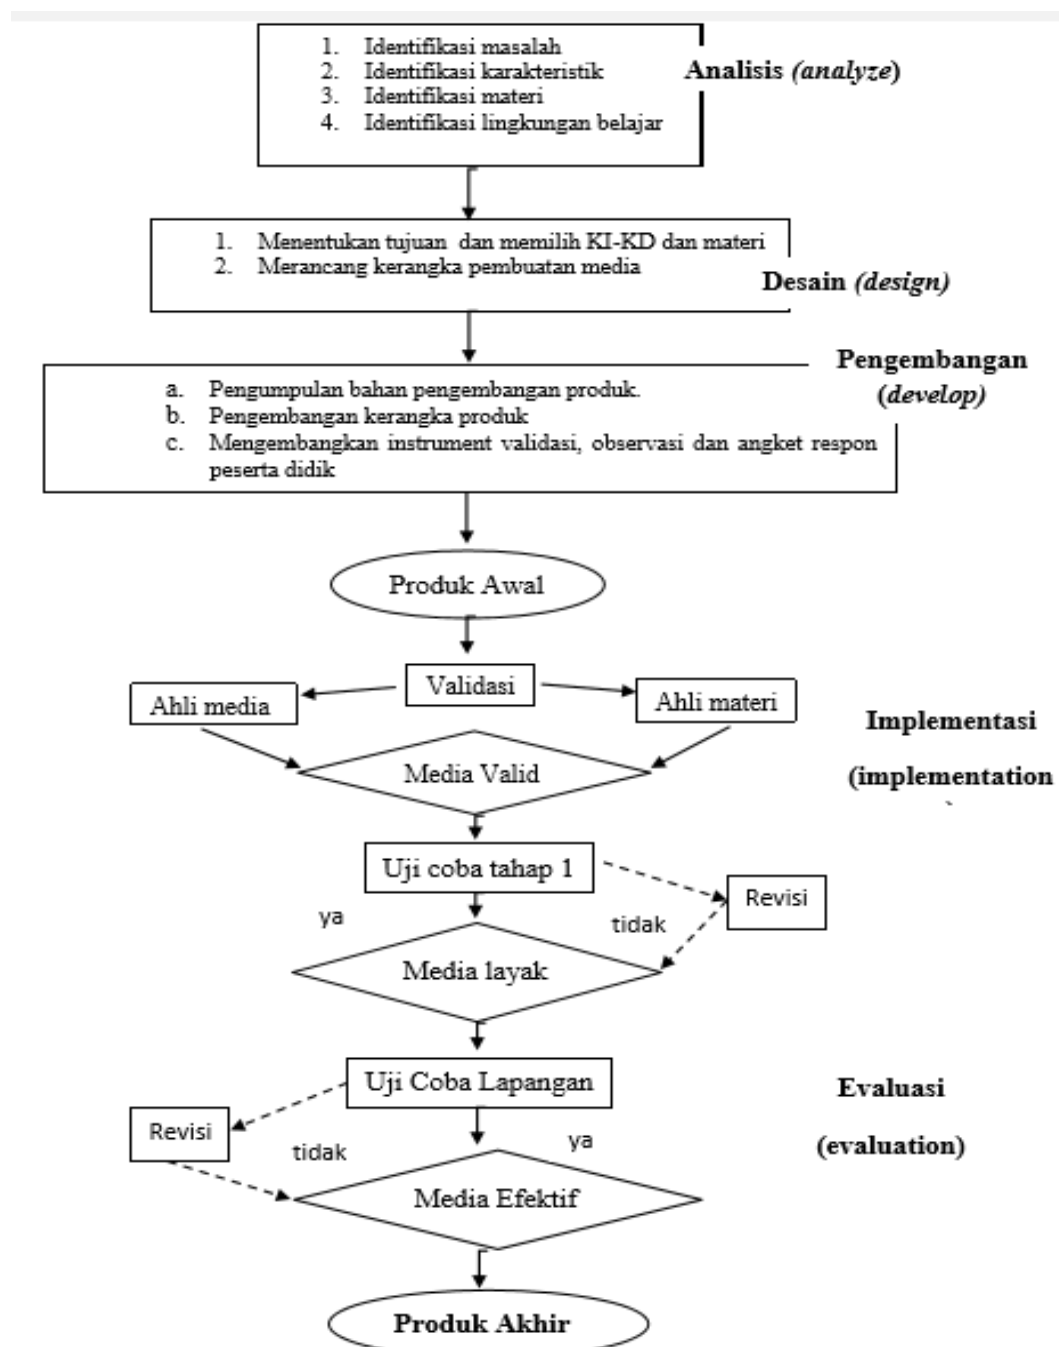 1. Identifikasi masalah
2. Identifikasi karakteristik
3. Identifikasi materi
4. Identifikasi lingkungan belajar
Analisis (analyze)
1. Menentukan tujuan dan memilih KI-KD dan materi
2. Merancang kerangka pembuatan media
Desain (design)
Pengembangan
(develop)
a. Pengumpulan bahan pengembangan produk.
b. Pengembangan kerangka produk
c. Mengembangkan instrument validasi, observasi dan angket respon
peserta didik
Produk Awal
Validasi
Ahli media
Ahli materi
Implementasi
(implementation
Media Valid
Uji coba tahap 1
Revisi
ya
tidak
Media layak
Uji Coba Lapangan
Evaluasi
(evaluation)
Revisi
tidak
ya
Media Efektif
Produk Akhir